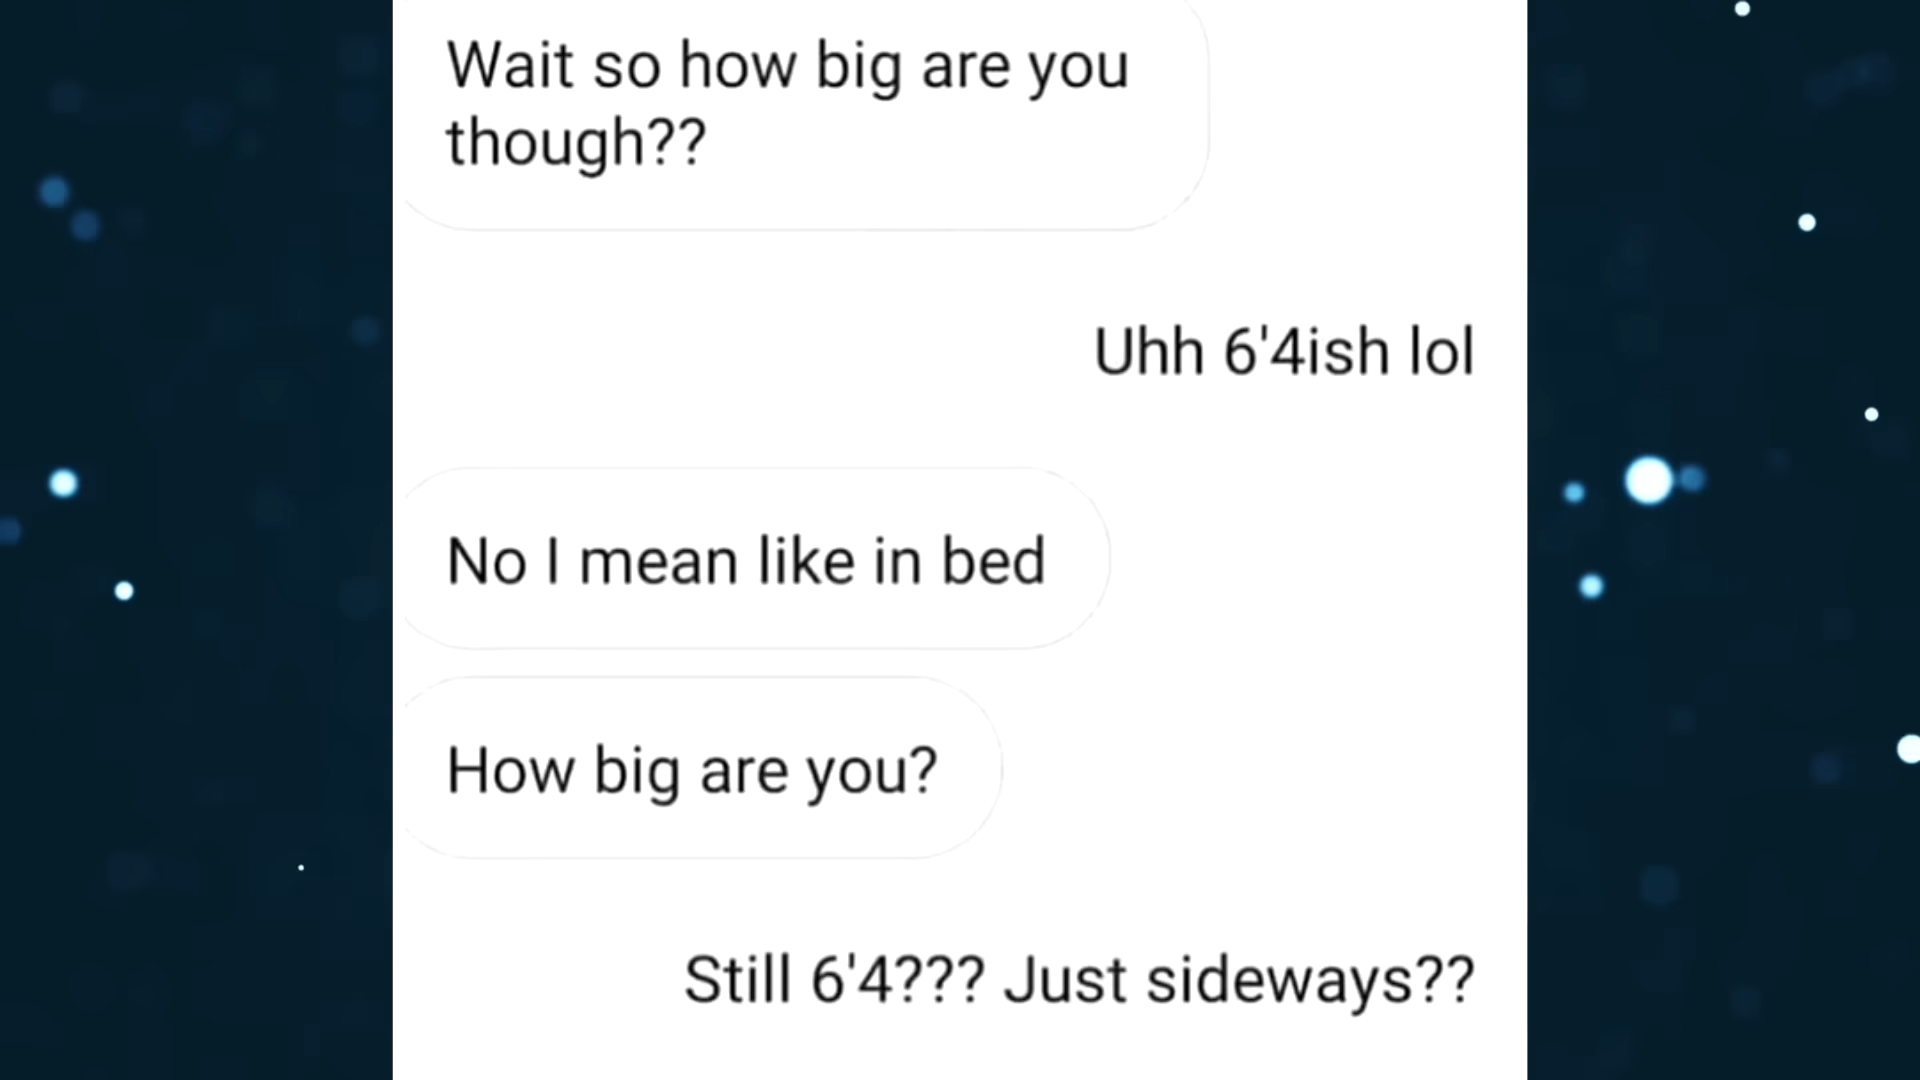 Wait so how big are you
though??
Uhh 6'4ish lol
No I mean like in bed
How big are you?
Still 6'4??? Just sideways??